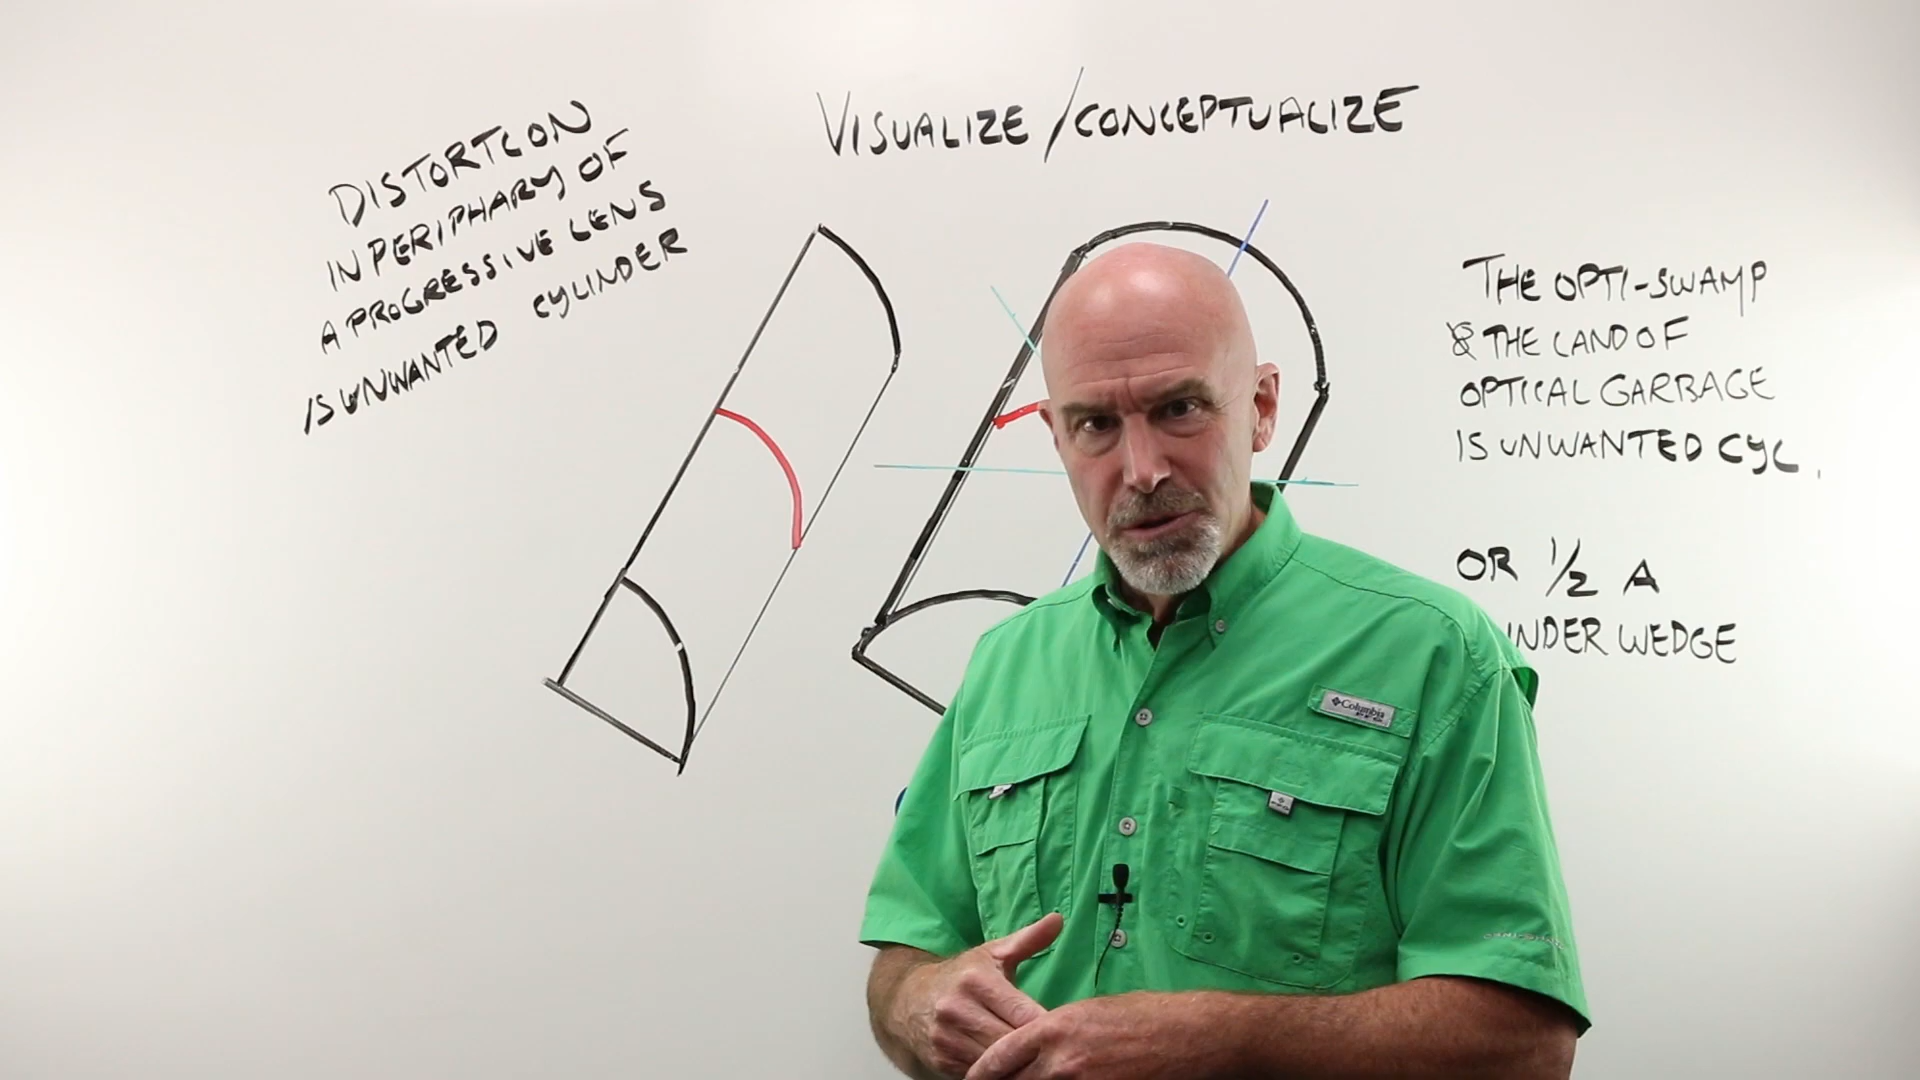 VISUALIZE/CONCEPTUALIZE
DISTORTION
IN PERIPHARY OF
A PROGRESSIVE LENS
IS UNWANTED CYLINDER
THE OPTI-SWAMP
& THE LAND OF
OPTICAL GARBAGE
IS UNWANTED CYL.
OR 1/2 A
INDER WEDGE
Columbia